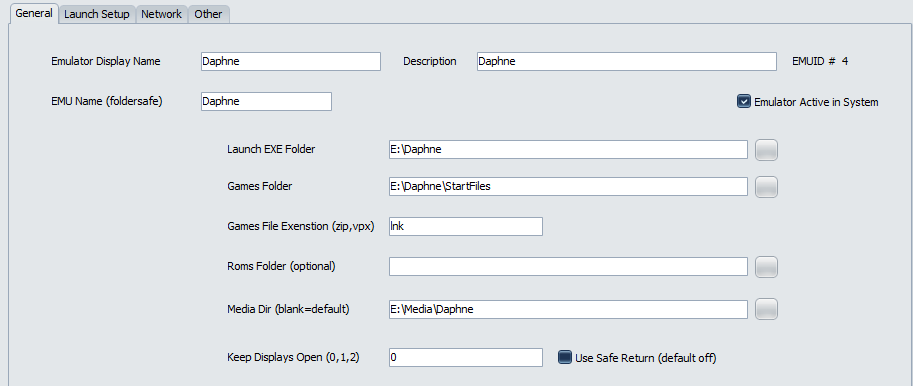 General Launch Setup Network Other
Emulator Display Name Daphne Description Daphne EMUID # 4
EMU Name (foldersafe) Daphne Emulator Active in System
Launch EXE Folder E:\Daphne
Games Folder E:\Daphne\StartFiles
Games File Exenstion (zip,vpx) lnk
Roms Folder (optional)
Media Dir (blank=default) E:\Media\Daphne
Keep Displays Open (0,1,2) 0 Use Safe Return (default off)